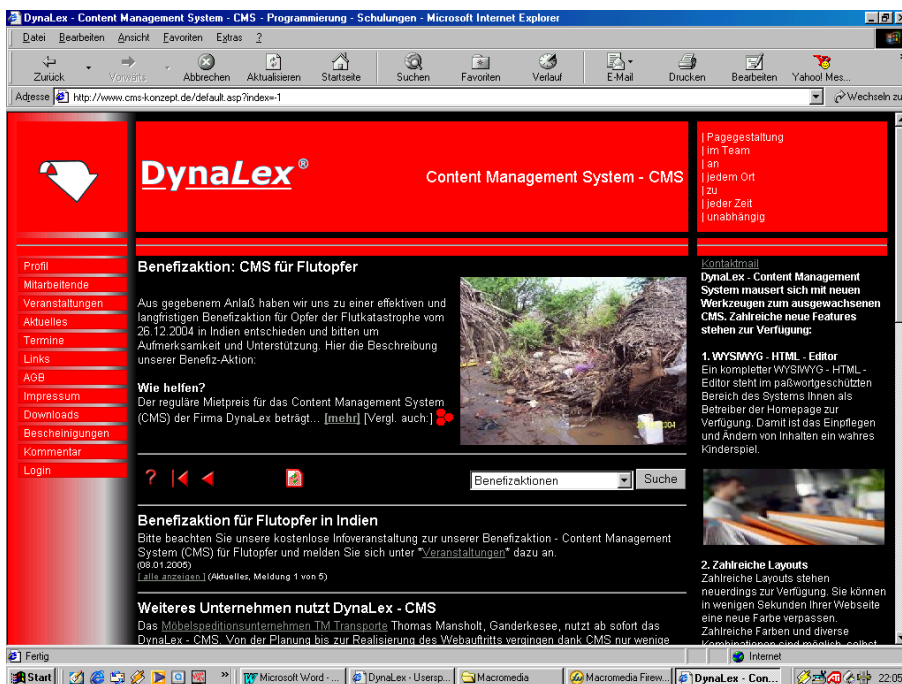 DynaLex - Content Management System - CMS - Programmierung - Schulungen - Microsoft Internet Explorer
Datei Bearbeiten Ansicht Favoriten Extras ?
Zurück Vorwärts Abbrechen Aktualisieren Startseite Suchen Favoriten Verlauf E-Mail Drucken Bearbeiten Yahoo! Mes...
Adresse http://www.cms-konzept.de/default.asp?index=-1 Wechseln zu
DynaLex®
Content Management System - CMS
| Pagegestaltung
| im Team
| an
| jedem Ort
| zu
| jeder Zeit
| unabhängig
Profil
Mitarbeitende
Veranstaltungen
Aktuelles
Termine
Links
AGB
Impressum
Downloads
Bescheinigungen
Kommentar
Login
Benefizaktion: CMS für Flutopfer
Aus gegebenem Anlaß haben wir uns zu einer effektiven und
langfristigen Benefizaktion für Opfer der Flutkatastrophe vom
26.12.2004 in Indien entschieden und bitten um
Aufmerksamkeit und Unterstützung. Hier die Beschreibung
unserer Benefiz-Aktion:
Wie helfen?
Der reguläre Mietpreis für das Content Management System
(CMS) der Firma DynaLex beträgt... [mehr] [Vergl. auch:]
?
Benefizaktionen Suche
Benefizaktion für Flutopfer in Indien
Bitte beachten Sie unsere kostenlose Infoveranstaltung zur unserer Benefizaktion - Content Management
System (CMS) für Flutopfer und melden Sie sich unter "Veranstaltungen" dazu an.
(08.01.2005)
[ alle anzeigen ] (Aktuelles, Meldung 1 von 5)
Weiteres Unternehmen nutzt DynaLex - CMS
Das Möbelspeditionsunternehmen TM Transporte Thomas Mansholt, Ganderkesee, nutzt ab sofort das
DynaLex - CMS. Von der Planung bis zur Realisierung des Webauftritts vergingen dank CMS nur wenige
Kontaktmail
DynaLex - Content Management
System mausert sich mit neuen
Werkzeugen zum ausgewachsenen
CMS. Zahlreiche neue Features
stehen zur Verfügung:
1. WYSIWYG - HTML - Editor
Ein kompletter WYSIWYG - HTML -
Editor steht im paßwortgeschützten
Bereich des Systems Ihnen als
Betreiber der Homepage zur
Verfügung. Damit ist das Einpflegen
und Ändern von Inhalten ein wahres
Kinderspiel.
2. Zahlreiche Layouts
Zahlreiche Layouts stehen
neuerdings zur Verfügung. Sie können
in wenigen Sekunden Ihrer Webseite
eine neue Farbe verpassen.
Zahlreiche Farben und diverse
Kombinationen sind möglich, selbst
Fertig Internet
Start » Microsoft Word - ... DynaLex - Usersp... Macromedia Macromedia Firew... DynaLex - Con... 22:05